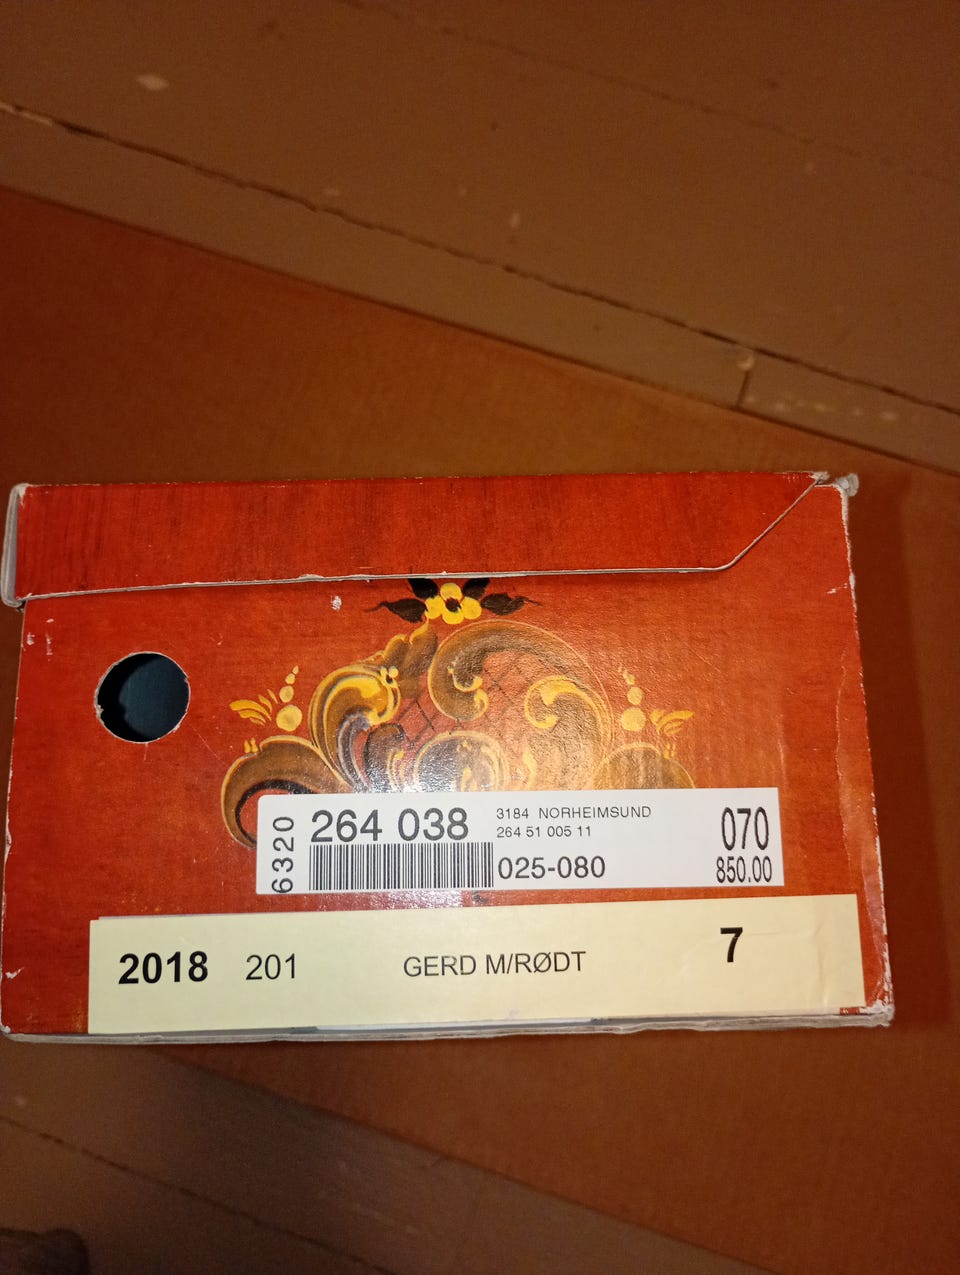 6320
264 038
3184 NORHEIMSUND
264 51 005 11
025-080
070
850.00
2018 201 GERD M/RØDT 7